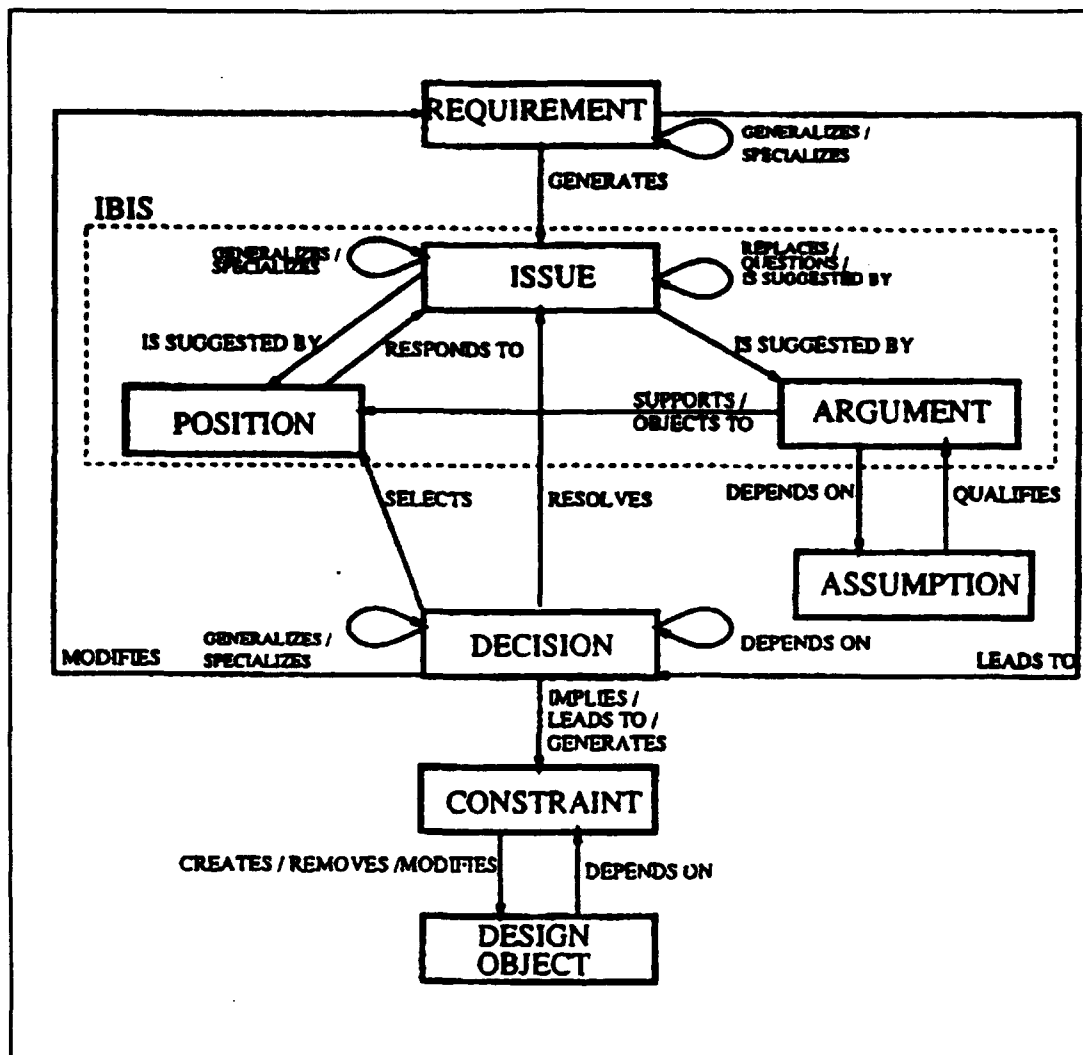 REQUIREMENT
GENERALIZES /
SPECIALIZES
GENERATES
IBIS
GENERALIZES /
SPECIALIZES
ISSUE
REPLACES /
QUESTIONS /
IS SUGGESTED BY
IS SUGGESTED BY
RESPONDS TO
IS SUGGESTED BY
POSITION
SUPPORTS /
OBJECTS TO
ARGUMENT
SELECTS
RESOLVES
DEPENDS ON
QUALIFIES
ASSUMPTION
GENERALIZES /
SPECIALIZES
DECISION
DEPENDS ON
MODIFIES
LEADS TO
IMPLIES /
LEADS TO /
GENERATES
CONSTRAINT
CREATES / REMOVES /MODIFIES
DEPENDS ON
DESIGN
OBJECT